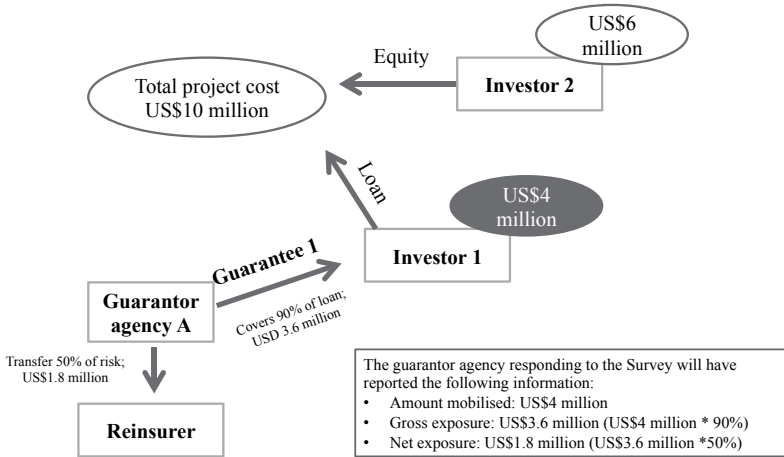 US$6
million
Equity
Investor 2
Total project cost
US$10 million
Loan
US$4
million
Investor 1
Guarantee 1
Covers 90% of loan;
USD 3.6 million
Guarantor
agency A
Transfer 50% of risk;
US$1.8 million
Reinsurer
The guarantor agency responding to the Survey will have
reported the following information:
• Amount mobilised: US$4 million
• Gross exposure: US$3.6 million (US$4 million * 90%)
• Net exposure: US$1.8 million (US$3.6 million *50%)